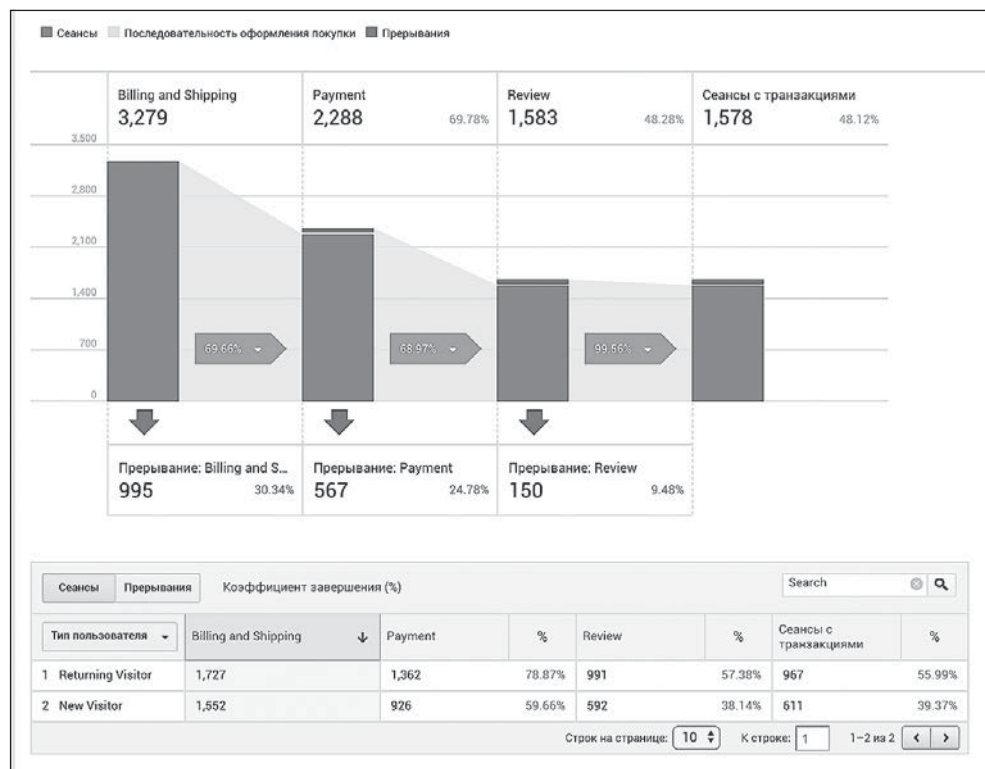 Сеансы Последовательность оформления покупки Прерывания
Billing and Shipping Payment Review Сеансы с транзакциями
3,279 2,288 69.78% 1,583 48.28% 1,578 48.12%
3,500
2,800
2,100
1,400
700
0
69.66% 68.97% 99.56%
Прерывание: Billing and S... Прерывание: Payment Прерывание: Review
995 30.34% 567 24.78% 150 9.48%
Сеансы Прерывания Коэффициент завершения (%) Search
Тип пользователя Billing and Shipping Payment % Review % Сеансы с
транзакциями %
1 Returning Visitor 1,727 1,362 78.87% 991 57.38% 967 55.99%
2 New Visitor 1,552 926 59.66% 592 38.14% 611 39.37%
Строк на странице: 10 К строке: 1 1–2 из 2